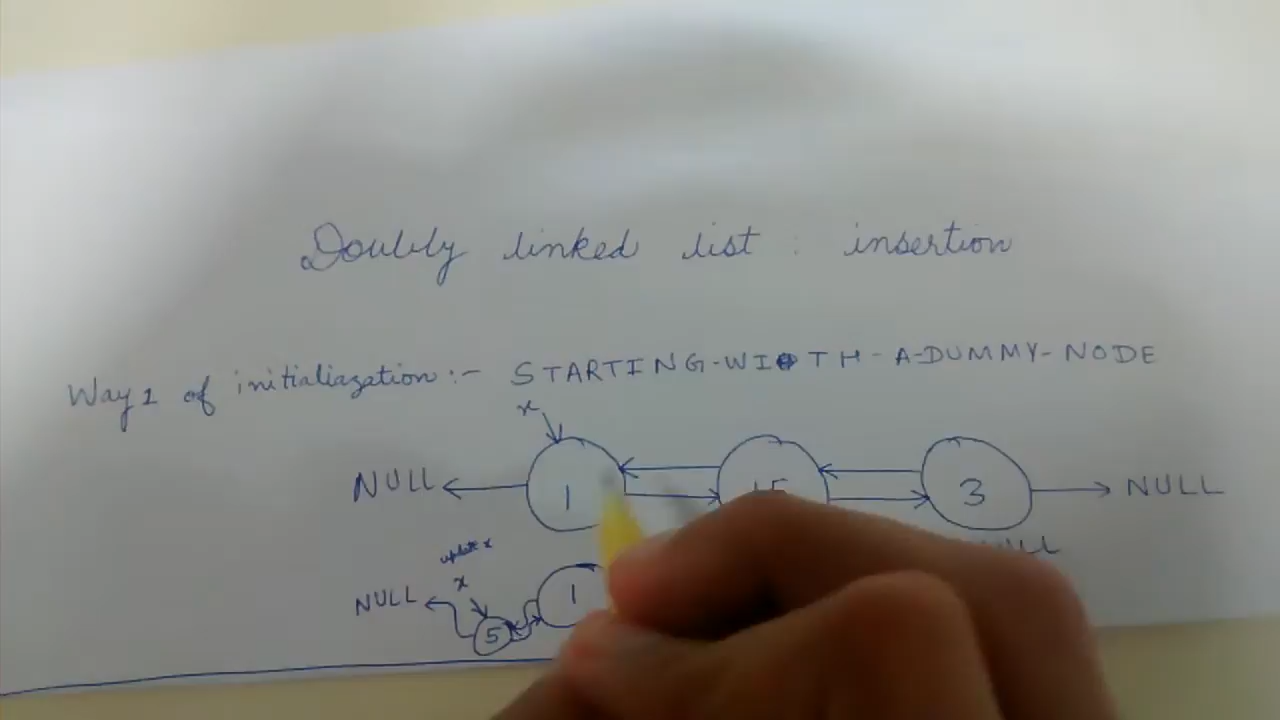 Doubly linked list : insertion
Way 1 of initialiazation :- STARTING-WITH-A-DUMMY-NODE
x
NULL 1 3 NULL
update x
x
NULL 5 1